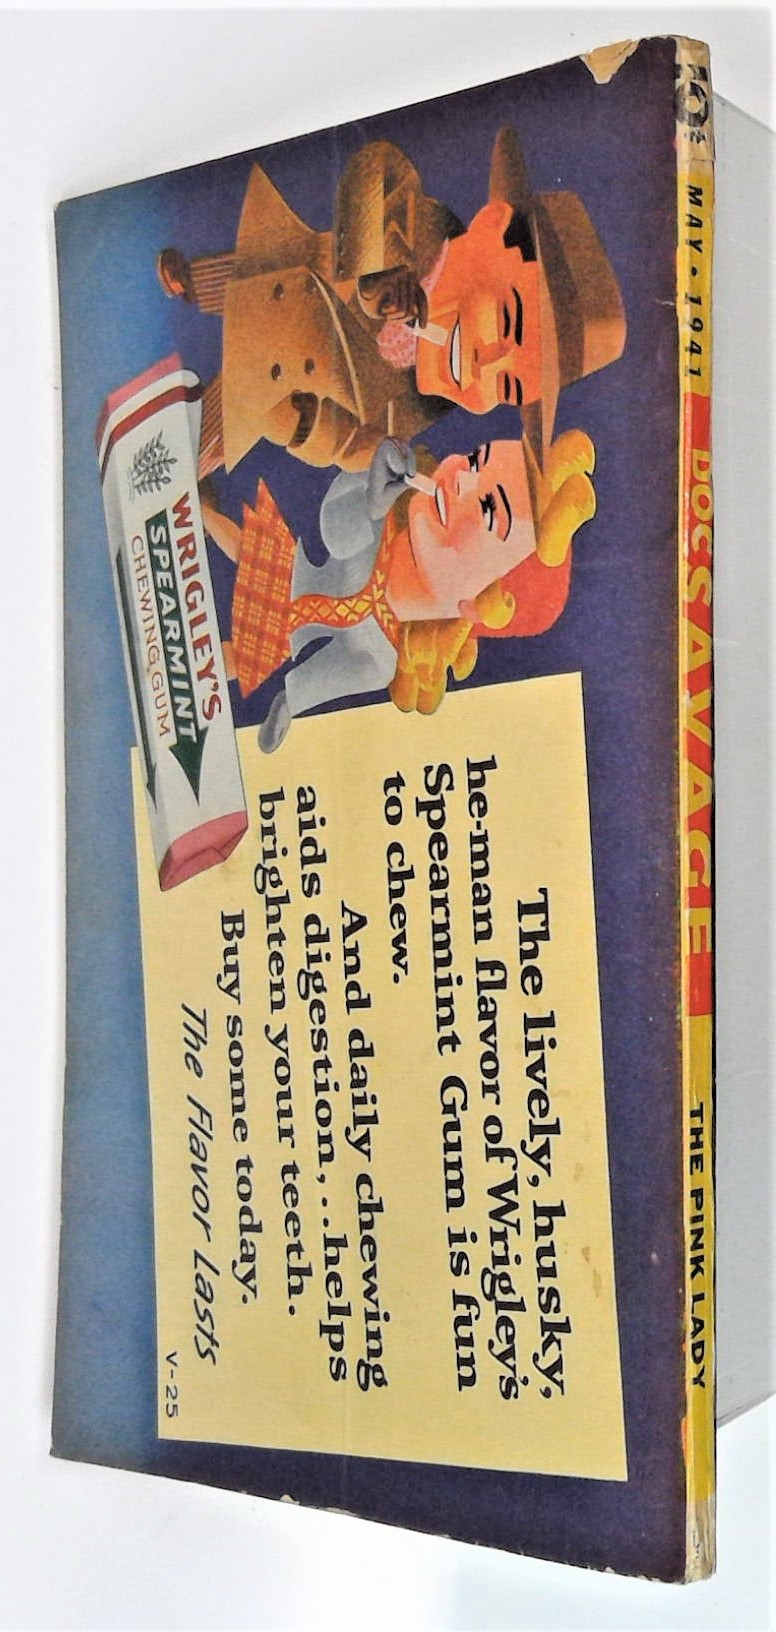 10¢
MAY • 1941
DOC SAVAGE
THE PINK LADY
The lively, husky,
he-man flavor of Wrigley's
Spearmint Gum is fun
to chew.
And daily chewing
aids digestion,..helps
brighten your teeth.
Buy some today.
The Flavor Lasts
V-25
WRIGLEY'S
SPEARMINT
CHEWING GUM